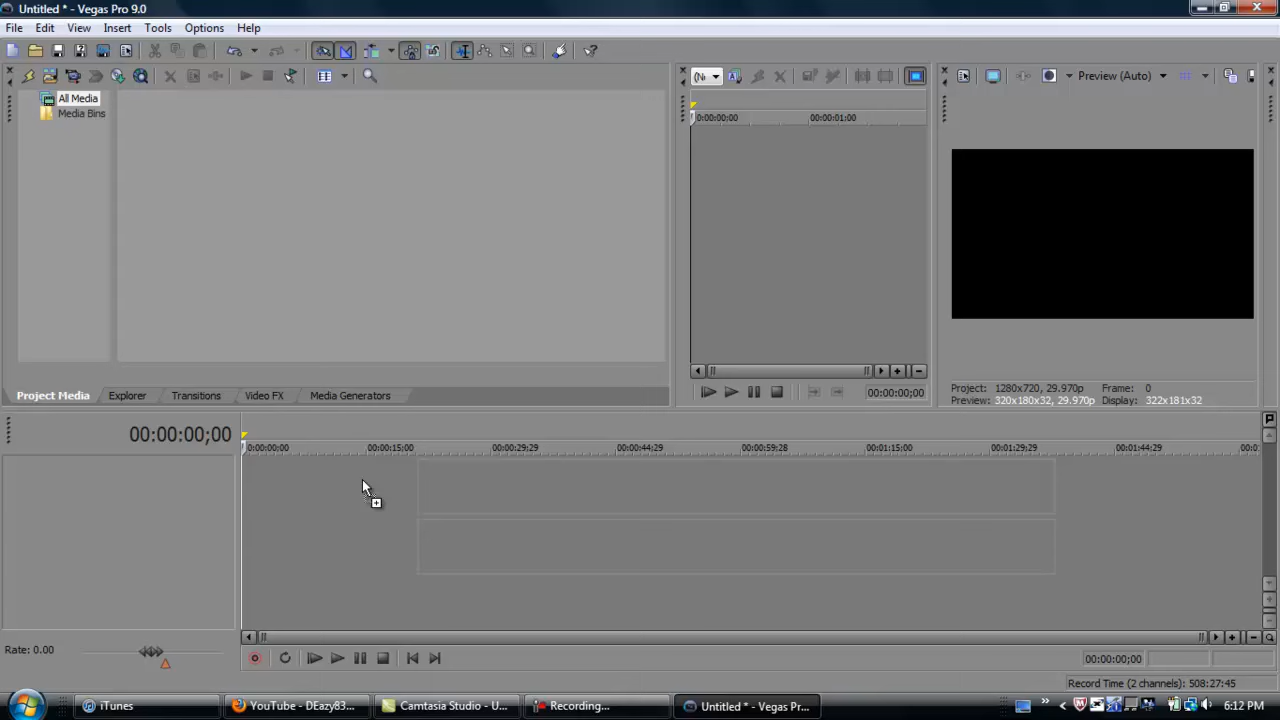 Untitled * - Vegas Pro 9.0
File Edit View Insert Tools Options Help
Preview (Auto)
All Media
Media Bins
0:00:00;00 00:00:01;00
Project Media Explorer Transitions Video FX Media Generators
00:00:00;00
Project: 1280x720, 29.970p Frame: 0
Preview: 320x180x32, 29.970p Display: 322x181x32
00:00:00;00
0:00:00;00 00:00:15;00 00:00:29;29 00:00:44;29 00:00:59;28 00:01:15;00 00:01:29;29 00:01:44;29
Rate: 0.00
00:00:00;00
Record Time (2 channels): 508:27:45
iTunes YouTube - DEazy83... Camtasia Studio - U... Recording... Untitled * - Vegas Pr... 6:12 PM